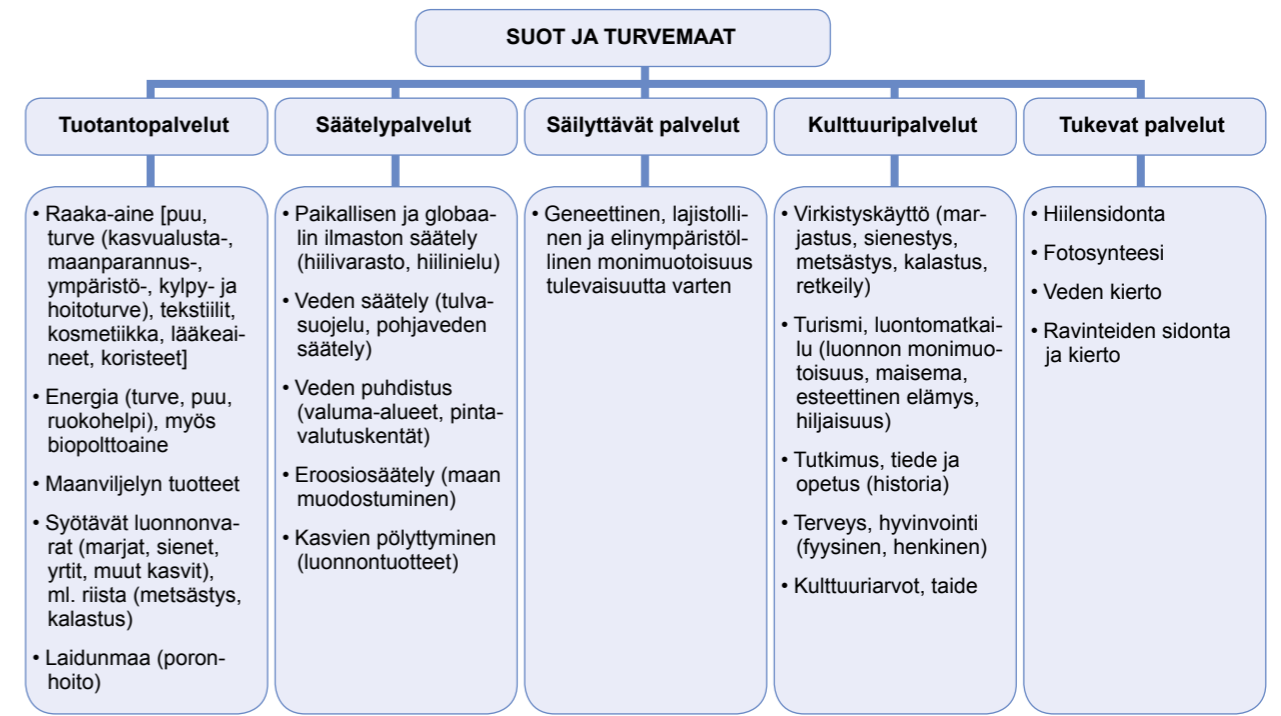 SUOT JA TURVEMAAT
Tuotantopalvelut
• Raaka-aine [puu,
turve (kasvualusta-,
maanparannus-,
ympäristö-, kylpy- ja
hoitoturve), tekstiilit,
kosmetiikka, lääkeai-
neet, koristeet]
• Energia (turve, puu,
ruokohelpi), myös
biopolttoaine
• Maanviljelyn tuotteet
• Syötävät luonnonva-
rat (marjat, sienet,
yrtit, muut kasvit),
ml. riista (metsästys,
kalastus)
• Laidunmaa (poron-
hoito)
Säätelypalvelut
• Paikallisen ja globaa-
lin ilmaston säätely
(hiilivarasto, hiilinielu)
• Veden säätely (tulva-
suojelu, pohjaveden
säätely)
• Veden puhdistus
(valuma-alueet, pinta-
valutuskentät)
• Eroosiosäätely (maan
muodostuminen)
• Kasvien pölyttyminen
(luonnontuotteet)
Säilyttävät palvelut
• Geneettinen, lajistolli-
nen ja elinympäristöl-
linen monimuotoisuus
tulevaisuutta varten
Kulttuuripalvelut
• Virkistyskäyttö (mar-
jastus, sienestys,
metsästys, kalastus,
retkeily)
• Turismi, luontomatkai-
lu (luonnon monimuo-
toisuus, maisema,
esteettinen elämys,
hiljaisuus)
• Tutkimus, tiede ja
opetus (historia)
• Terveys, hyvinvointi
(fyysinen, henkinen)
• Kulttuuriarvot, taide
Tukevat palvelut
• Hiilensidonta
• Fotosynteesi
• Veden kierto
• Ravinteiden sidonta
ja kierto